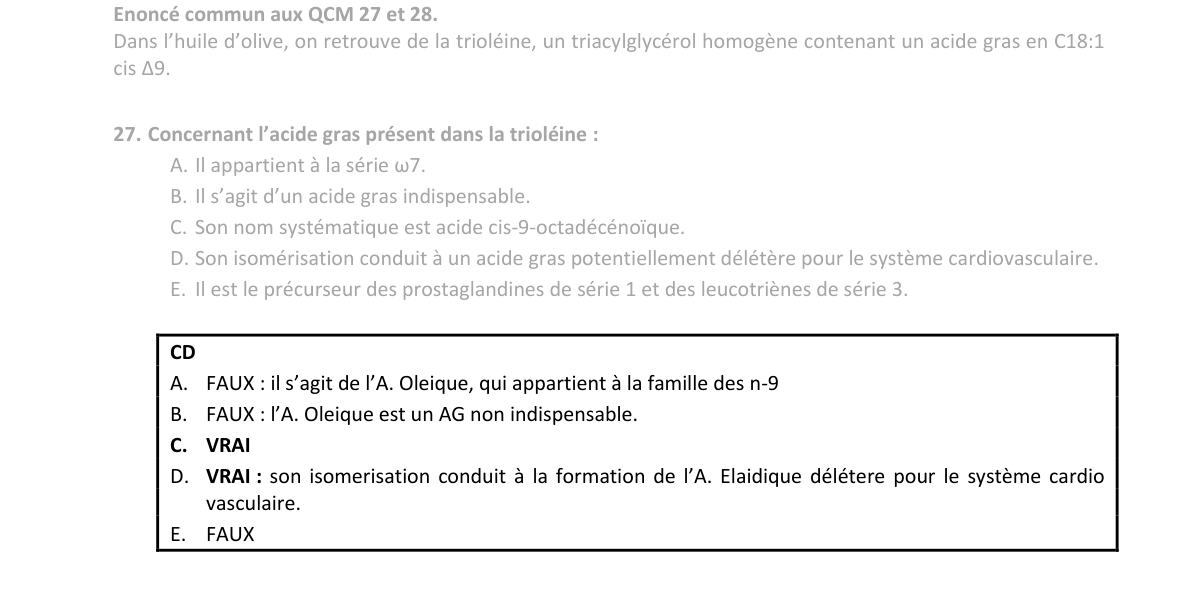 Enoncé commun aux QCM 27 et 28.
Dans l’huile d’olive, on retrouve de la trioléine, un triacylglycérol homogène contenant un acide gras en C18:1
cis Δ9.
27. Concernant l’acide gras présent dans la trioléine :
A. Il appartient à la série ω7.
B. Il s’agit d’un acide gras indispensable.
C. Son nom systématique est acide cis-9-octadécénoïque.
D. Son isomérisation conduit à un acide gras potentiellement délétère pour le système cardiovasculaire.
E. Il est le précurseur des prostaglandines de série 1 et des leucotriènes de série 3.
CD
A. FAUX : il s’agit de l’A. Oleique, qui appartient à la famille des n-9
B. FAUX : l’A. Oleique est un AG non indispensable.
C. VRAI
D. VRAI : son isomerisation conduit à la formation de l’A. Elaidique délétere pour le système cardio
vasculaire.
E. FAUX